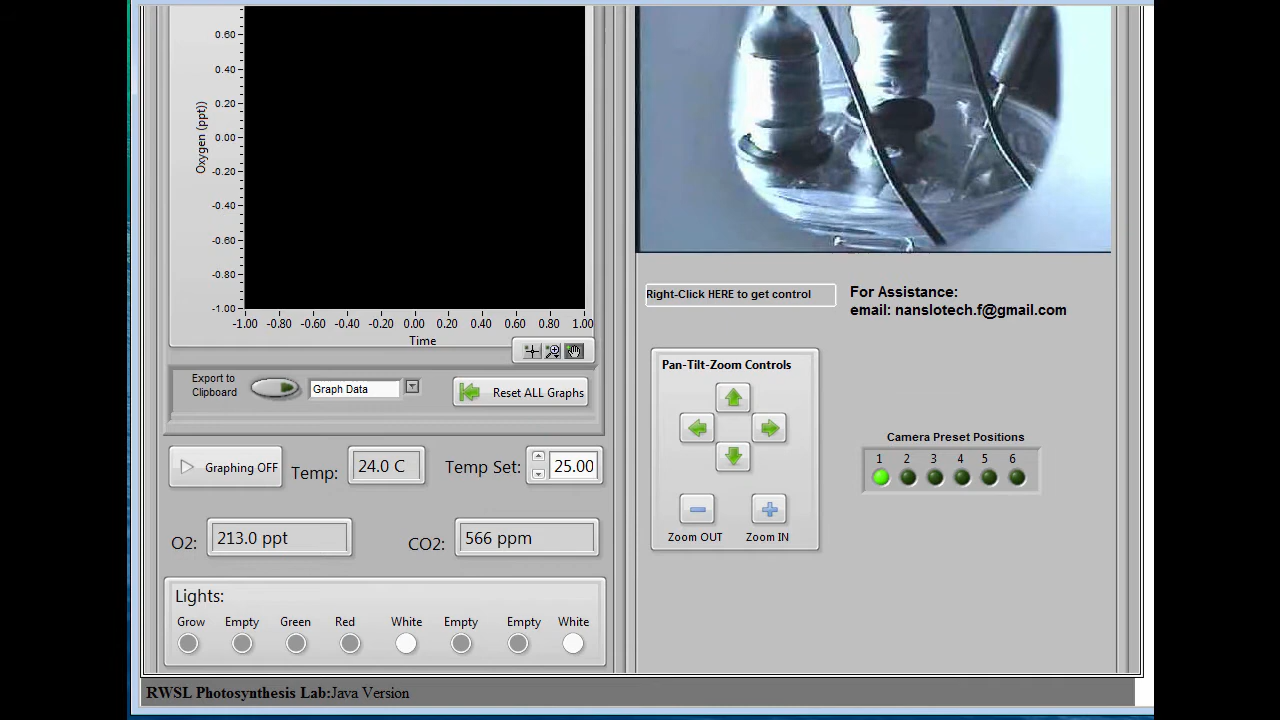 0.60
0.40
0.20
0.00
-0.20
-0.40
-0.60
-0.80
-1.00
Oxygen (ppt))
-1.00 -0.80 -0.60 -0.40 -0.20 0.00 0.20 0.40 0.60 0.80 1.00
Time
Export to
Clipboard
Graph Data
Reset ALL Graphs
Graphing OFF
Temp: 24.0 C
Temp Set: 25.00
O2: 213.0 ppt
CO2: 566 ppm
Lights:
Grow Empty Green Red White Empty Empty White
Right-Click HERE to get control
For Assistance:
email: nanslotech.f@gmail.com
Pan-Tilt-Zoom Controls
Zoom OUT Zoom IN
Camera Preset Positions
1 2 3 4 5 6
RWSL Photosynthesis Lab:Java Version